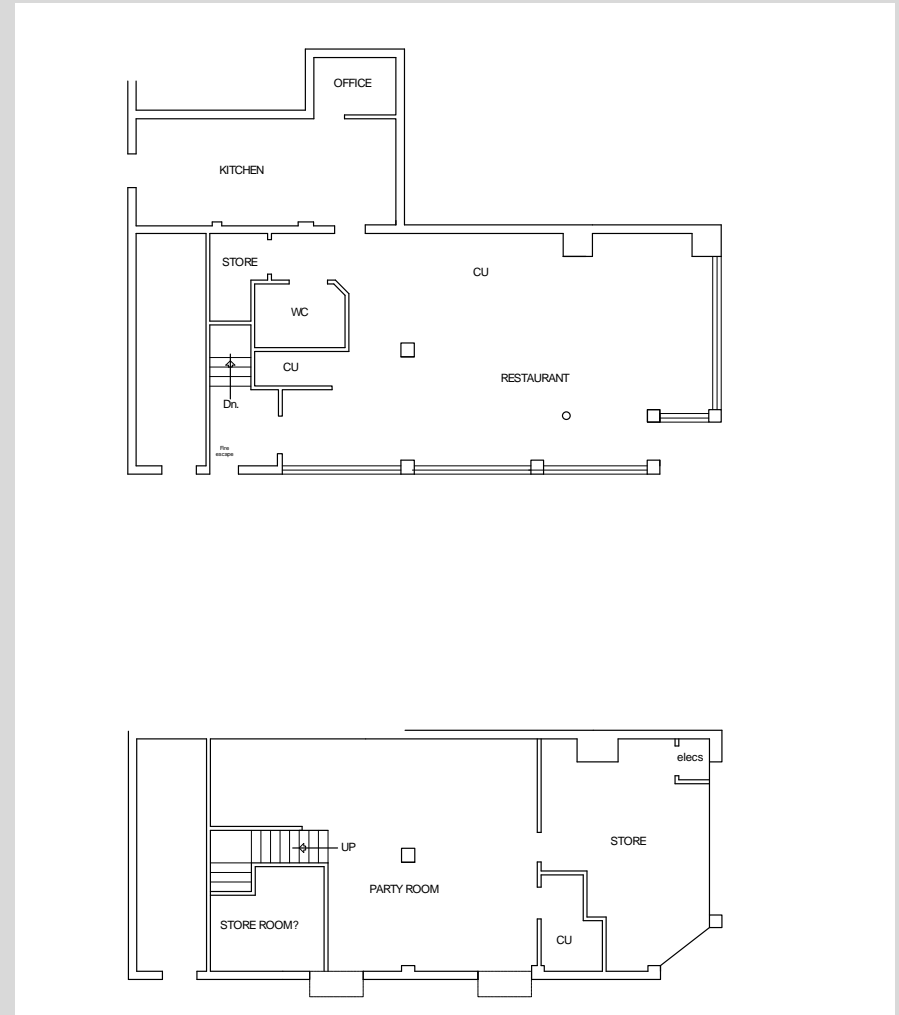 OFFICE
KITCHEN
STORE
CU
WC
CU
RESTAURANT
Dn.
Fire
escape
elecs
STORE
UP
PARTY ROOM
STORE ROOM?
CU